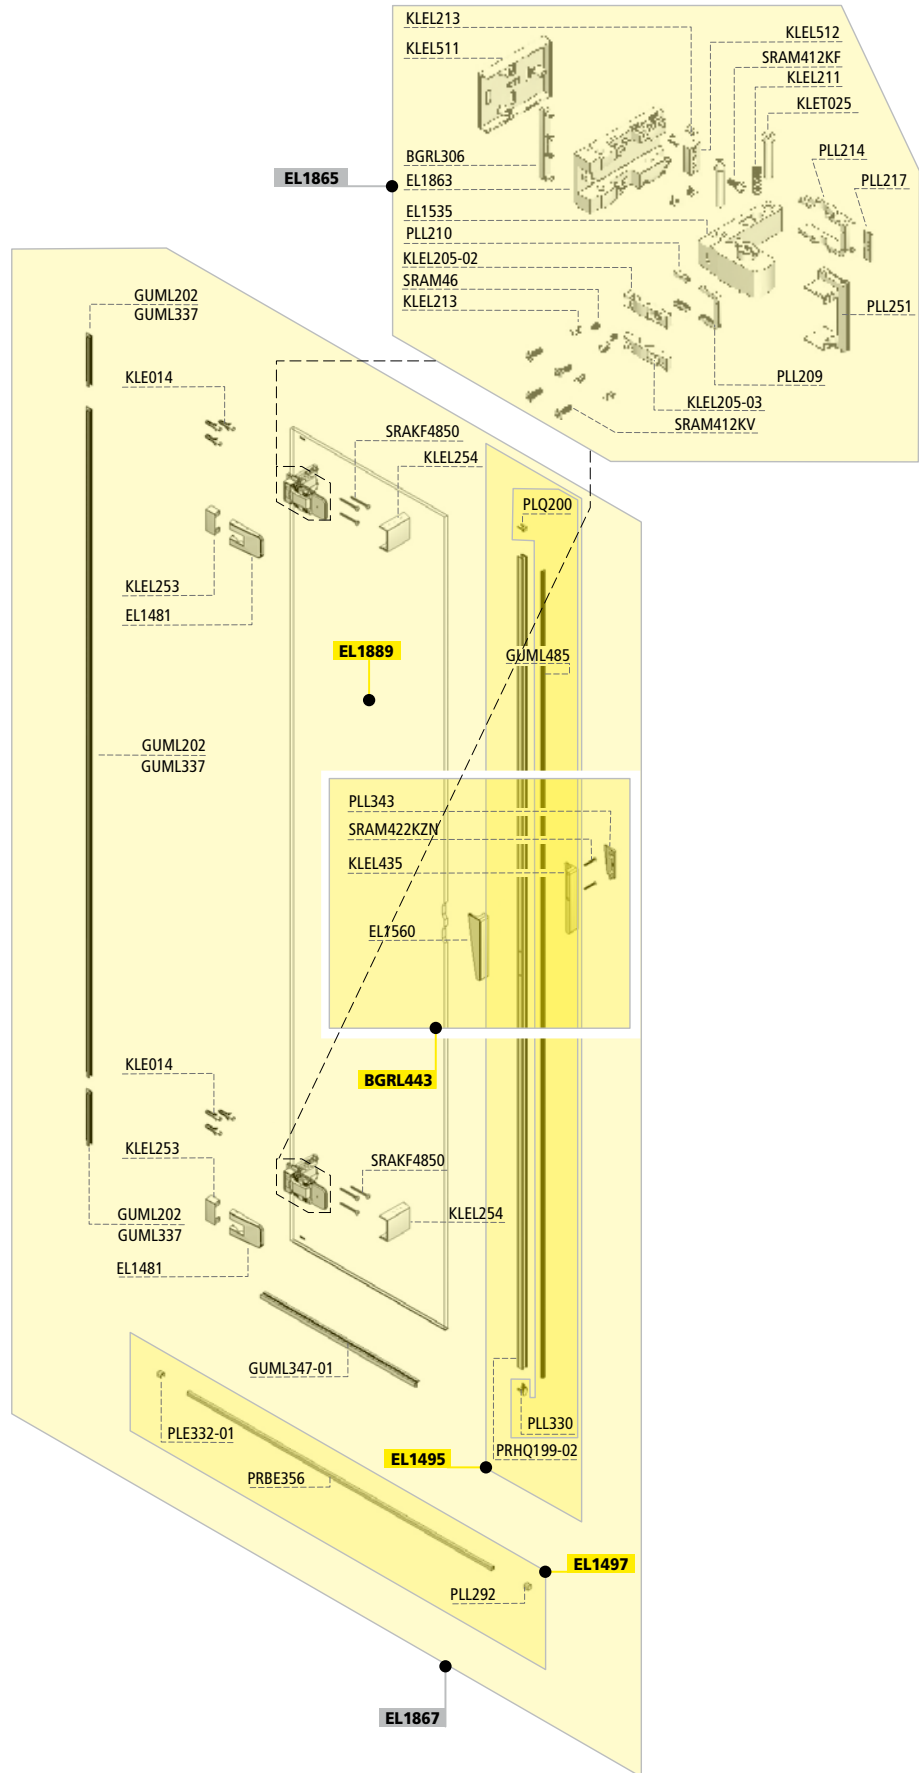 KLEL213
KLEL511
KLEL512
SRAM412KF
KLEL211
KLET025
PLL214
PLL217
BGRL306
EL1865
EL1863
EL1535
PLL210
KLEL205-02
SRAM46
KLEL213
PLL251
PLL209
KLEL205-03
SRAM412KV
GUML202
GUML337
KLE014
SRAKF4850
KLEL254
PLQ200
KLEL253
EL1481
EL1889
GUML485
GUML202
GUML337
PLL343
SRAM422KZN
KLEL435
EL1560
KLE014
BGRL443
KLEL253
SRAKF4850
GUML202
GUML337
KLEL254
EL1481
GUML347-01
PLE332-01
PLL330
PRHQ199-02
EL1495
PRBE356
EL1497
PLL292
EL1867